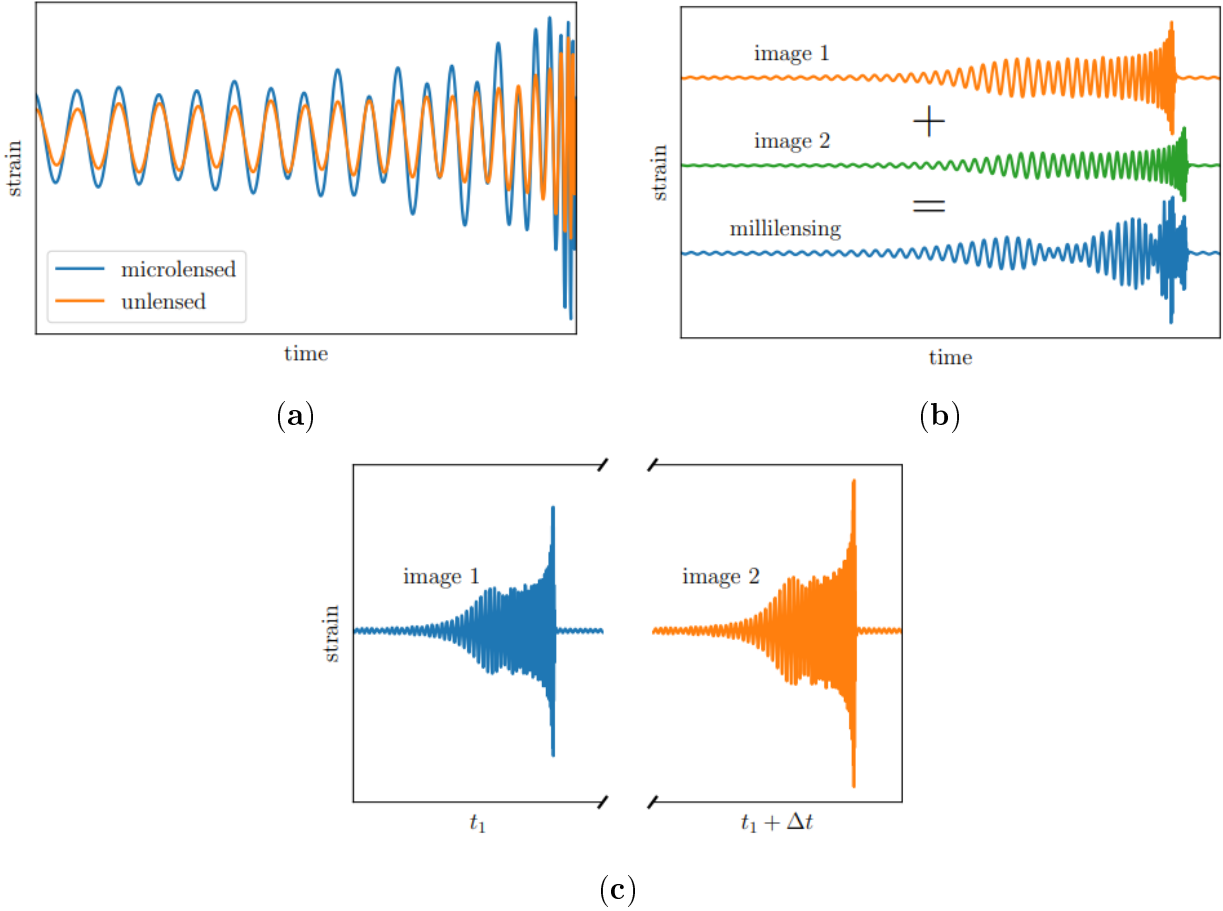 strain
microlensed
unlensed
time
(a)
strain
image 1
+
image 2
=
millilensing
time
(b)
strain
image 1
image 2
t₁
t₁ + Δt
(c)